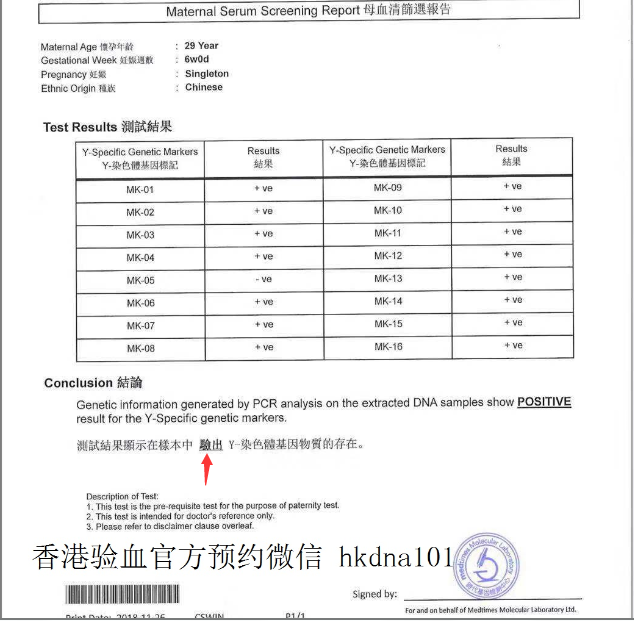 Maternal Serum Screening Report 母血清篩選報告
Maternal Age 懷孕年齡 : 29 Year
Gestational Week 妊娠週數 : 6w0d
Pregnancy 妊娠 : Singleton
Ethnic Origin 種族 : Chinese
Test Results 測試結果
Y-Specific Genetic Markers Results Y-Specific Genetic Markers Results
Y-染色體基因標記 結果 Y-染色體基因標記 結果
MK-01 + ve MK-09 + ve
MK-02 + ve MK-10 + ve
MK-03 + ve MK-11 + ve
MK-04 + ve MK-12 + ve
MK-05 - ve MK-13 + ve
MK-06 + ve MK-14 + ve
MK-07 + ve MK-15 + ve
MK-08 + ve MK-16 + ve
Conclusion 結論
Genetic information generated by PCR analysis on the extracted DNA samples show POSITIVE
result for the Y-Specific genetic markers.
測試結果顯示在樣本中 驗出 Y-染色體基因物質的存在。
Description of Test:
1. This test is the pre-requisite test for the purpose of paternity test.
2. This test is intended for doctor's reference only.
3. Please refer to disclaimer clause overleaf.
香港验血官方预约微信 hkdna101
Medtimes Molecular Laboratory
Signed by:
For and on behalf of Medtimes Molecular Laboratory Ltd.
Print Date: 2018-11-26 CSWIN P1/1